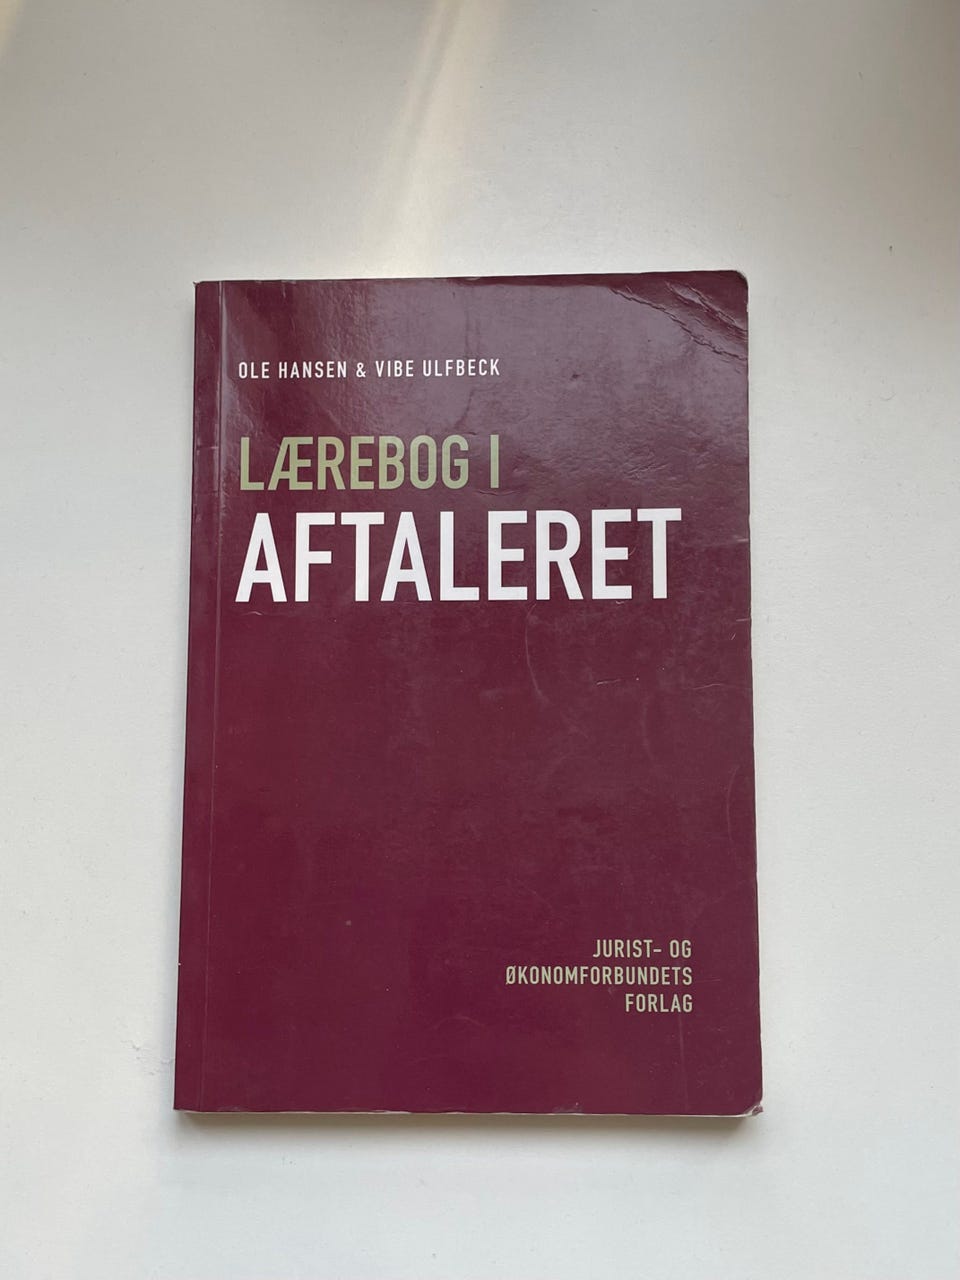 OLE HANSEN & VIBE ULFBECK
LÆREBOG I
AFTALERET
JURIST- OG
ØKONOMFORBUNDETS
FORLAG